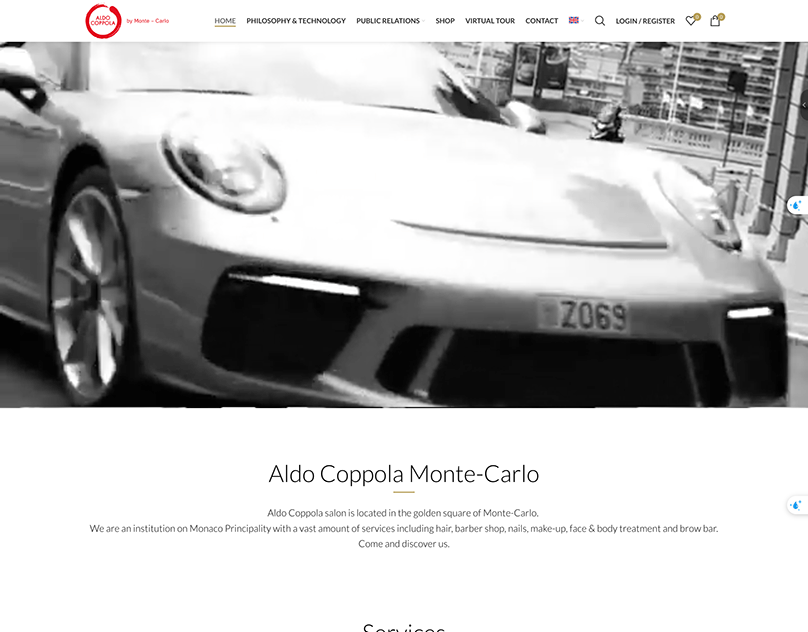 ALDO
COPPOLA
by Monte – Carlo
HOME PHILOSOPHY & TECHNOLOGY PUBLIC RELATIONS SHOP VIRTUAL TOUR CONTACT LOGIN / REGISTER 0 0
Z069
Aldo Coppola Monte-Carlo
Aldo Coppola salon is located in the golden square of Monte-Carlo.
We are an institution on Monaco Principality with a vast amount of services including hair, barber shop, nails, make-up, face & body treatment and brow bar.
Come and discover us.
Services